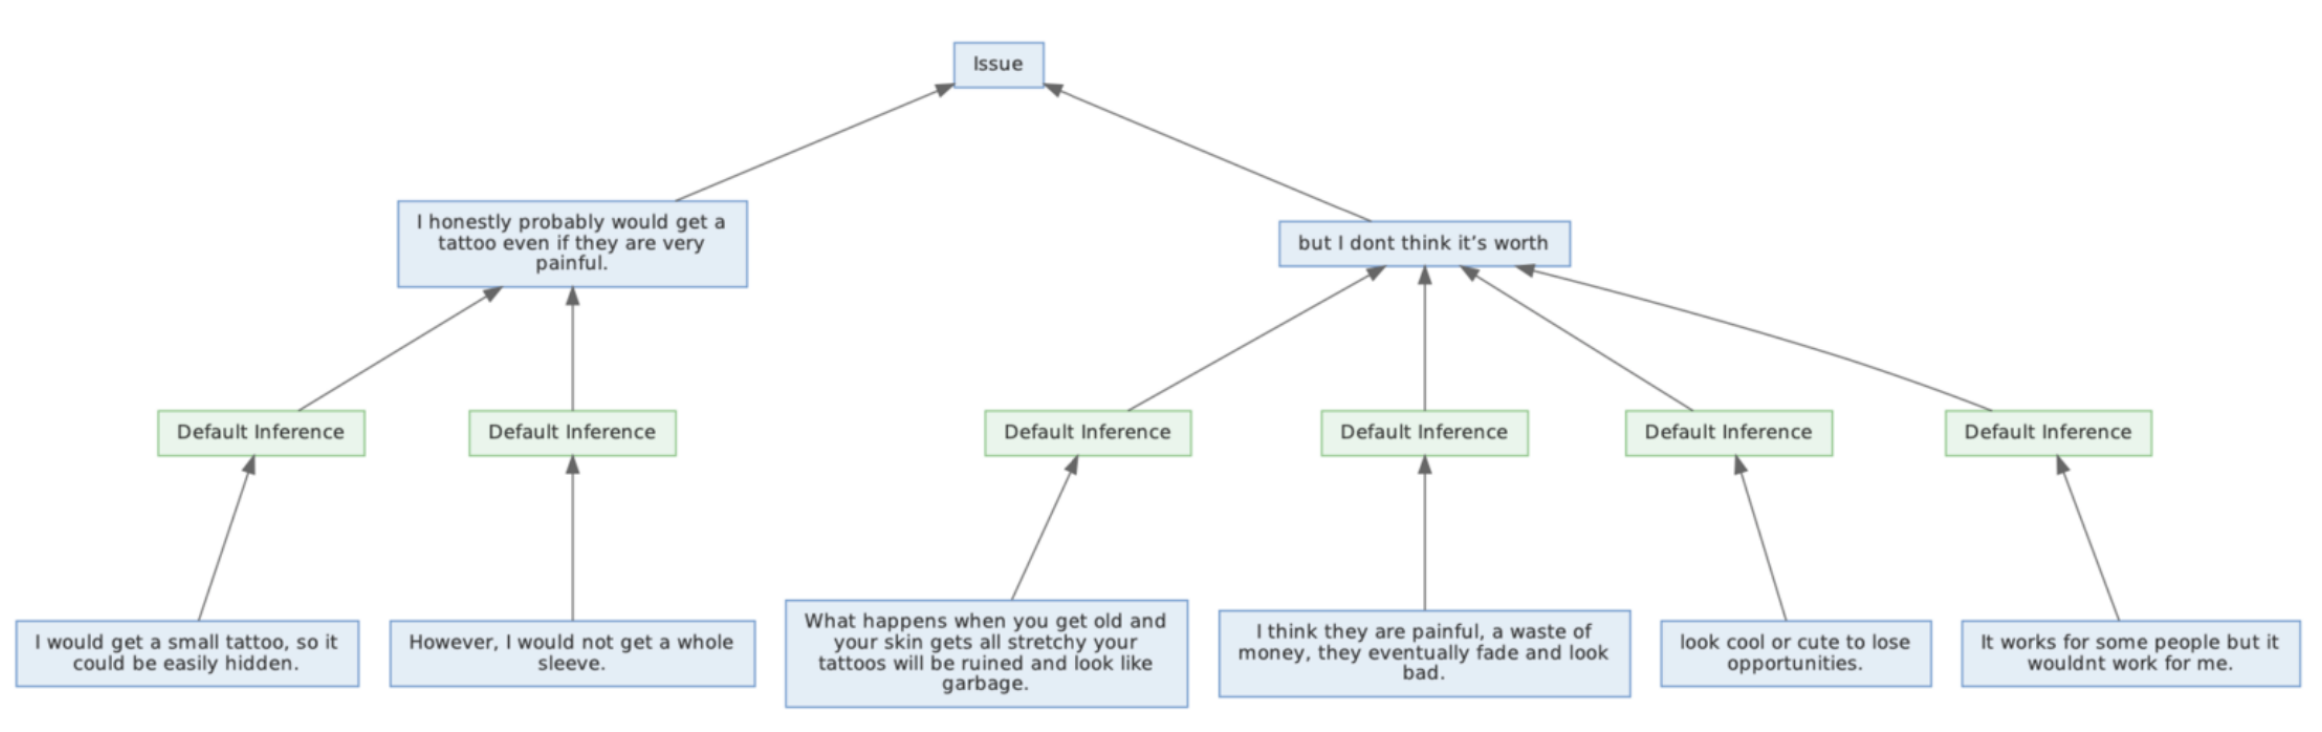 Issue
I honestly probably would get a
tattoo even if they are very
painful.
but I dont think it’s worth
Default Inference
Default Inference
Default Inference
Default Inference
Default Inference
Default Inference
I would get a small tattoo, so it
could be easily hidden.
However, I would not get a whole
sleeve.
What happens when you get old and
your skin gets all stretchy your
tattoos will be ruined and look like
garbage.
I think they are painful, a waste of
money, they eventually fade and look
bad.
look cool or cute to lose
opportunities.
It works for some people but it
wouldnt work for me.